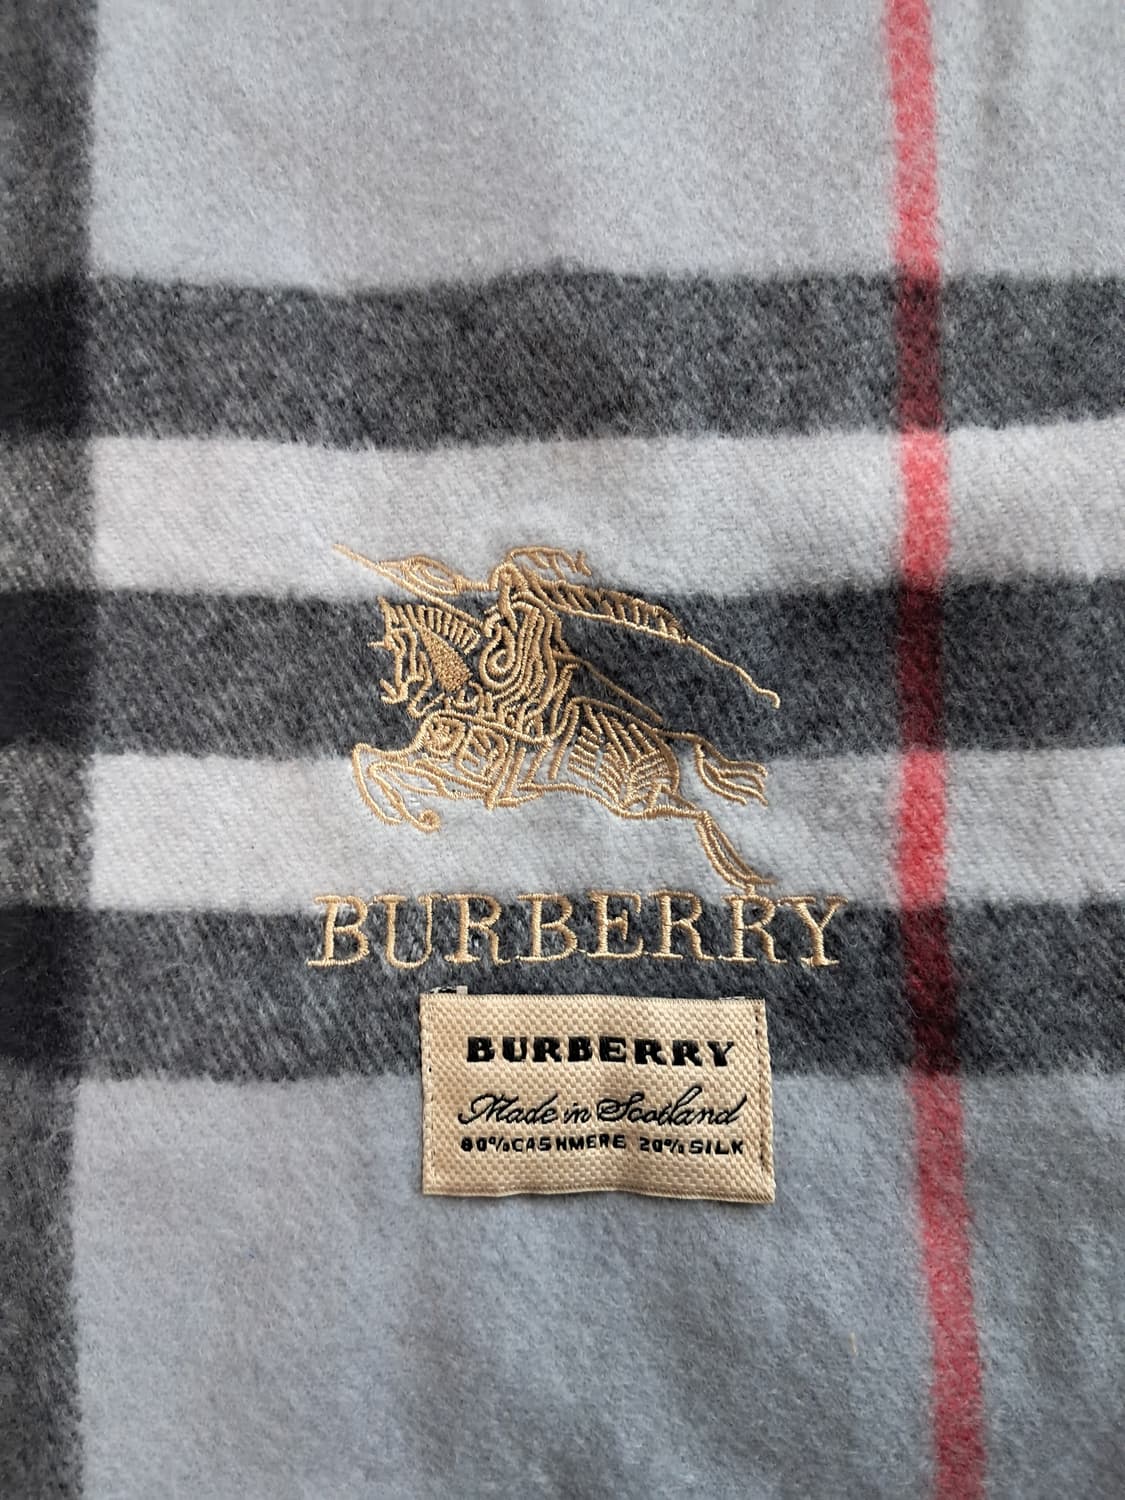 BURBERRY
BURBERRY
Made in Scotland
80%CASHMERE 20%SILK